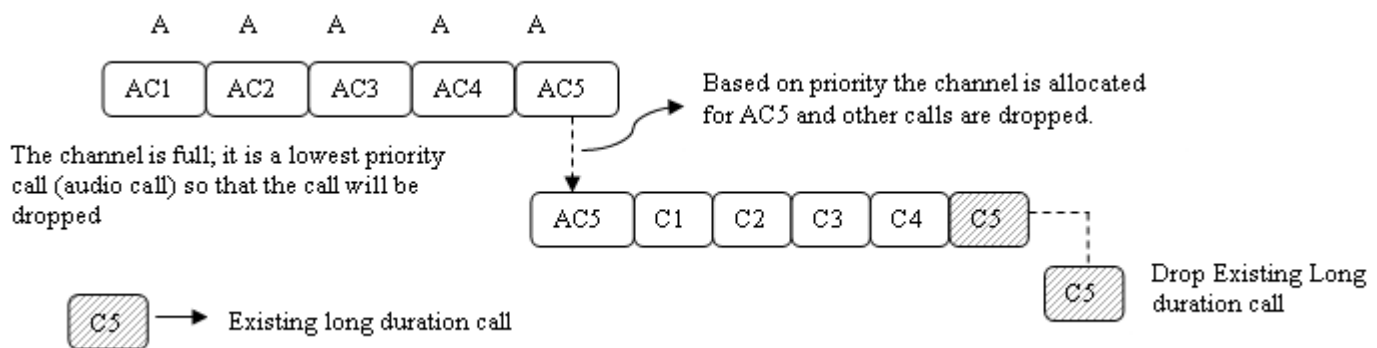 A A A A A
AC1 AC2 AC3 AC4 AC5
Based on priority the channel is allocated
for AC5 and other calls are dropped.
The channel is full; it is a lowest priority
call (audio call) so that the call will be
dropped
AC5 C1 C2 C3 C4 C5
C5
Drop Existing Long
duration call
C5
Existing long duration call